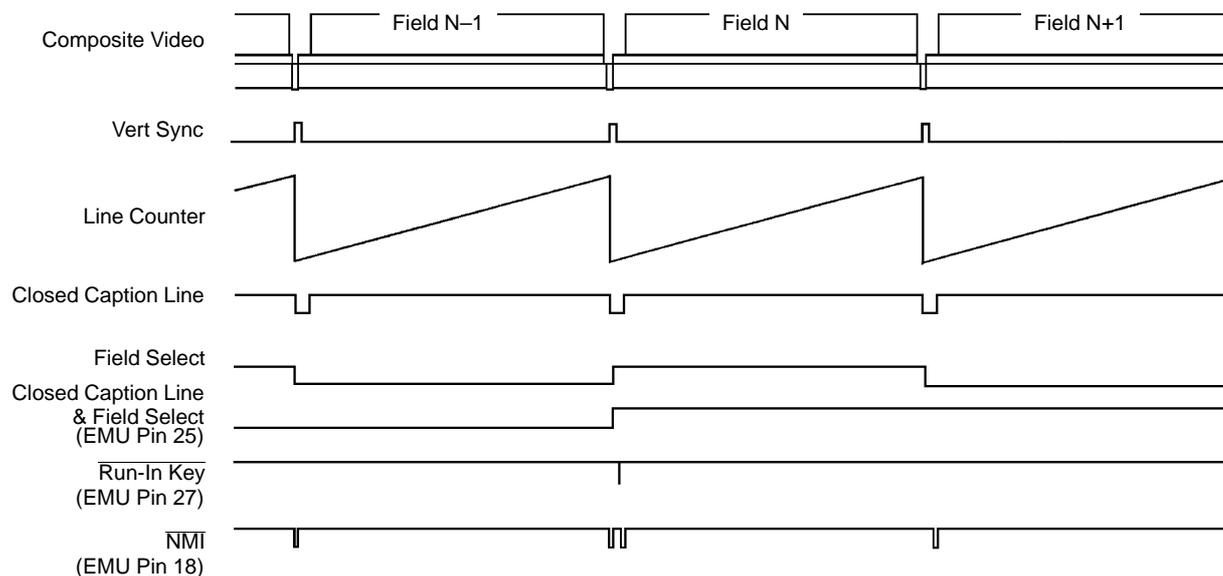 Field N–1
Field N
Field N+1
Composite Video
Vert Sync
Line Counter
Closed Caption Line
Field Select
Closed Caption Line
& Field Select
(EMU Pin 25)
Run-In Key
(EMU Pin 27)
NMI
(EMU Pin 18)